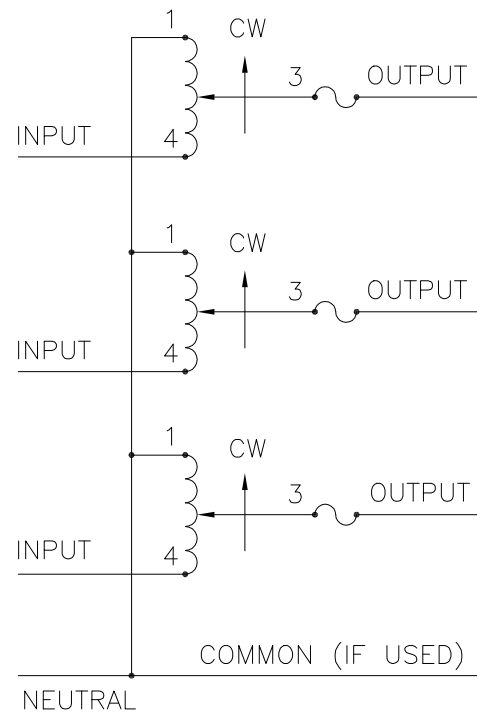 1
CW
3
OUTPUT
INPUT
4
1
CW
3
OUTPUT
INPUT
4
1
CW
3
OUTPUT
INPUT
4
COMMON (IF USED)
NEUTRAL